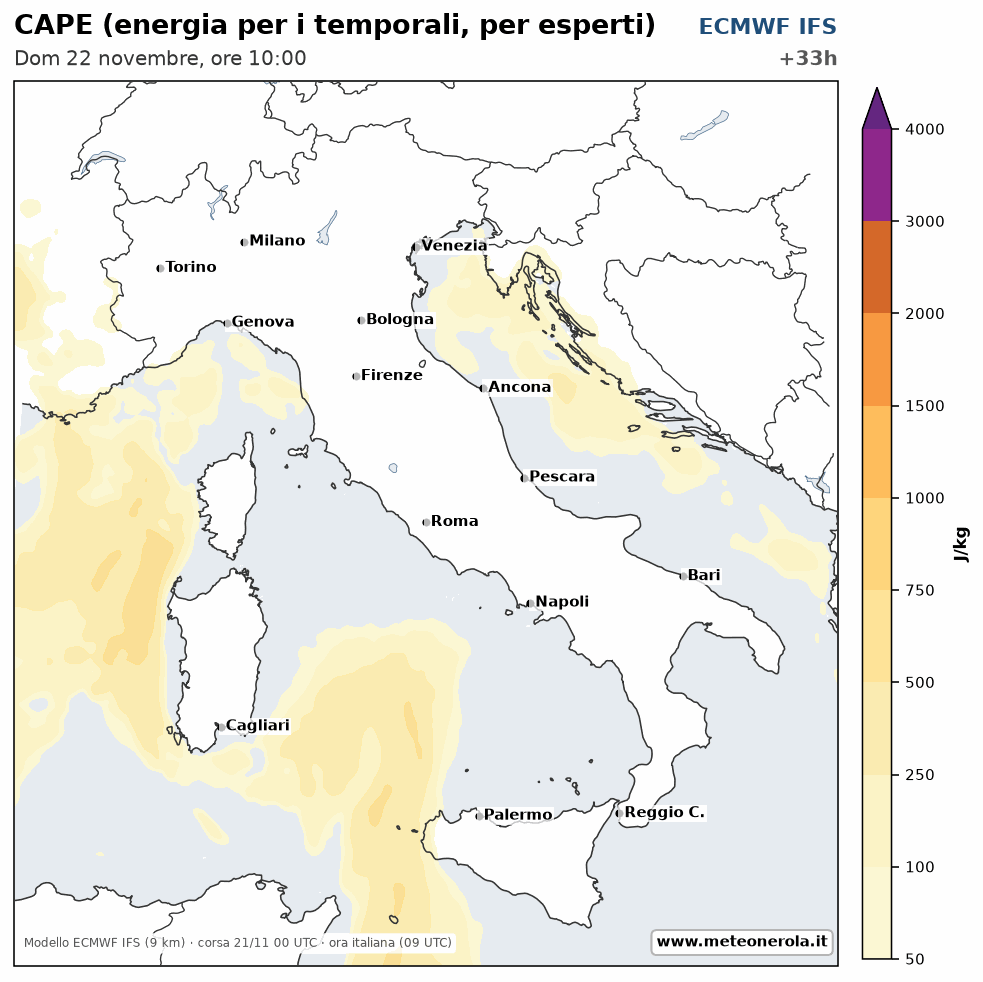 CAPE (energia per i temporali, per esperti)
ECMWF IFS
Dom 22 novembre, ore 10:00
+33h
4000
3000
2000
1500
1000
750
500
250
100
50
J/kg
Milano
Venezia
Torino
Genova
Bologna
Firenze
Ancona
Pescara
Roma
Bari
Napoli
Cagliari
Palermo
Reggio C.
Modello ECMWF IFS (9 km) · corsa 21/11 00 UTC · ora italiana (09 UTC)
www.meteonerola.it